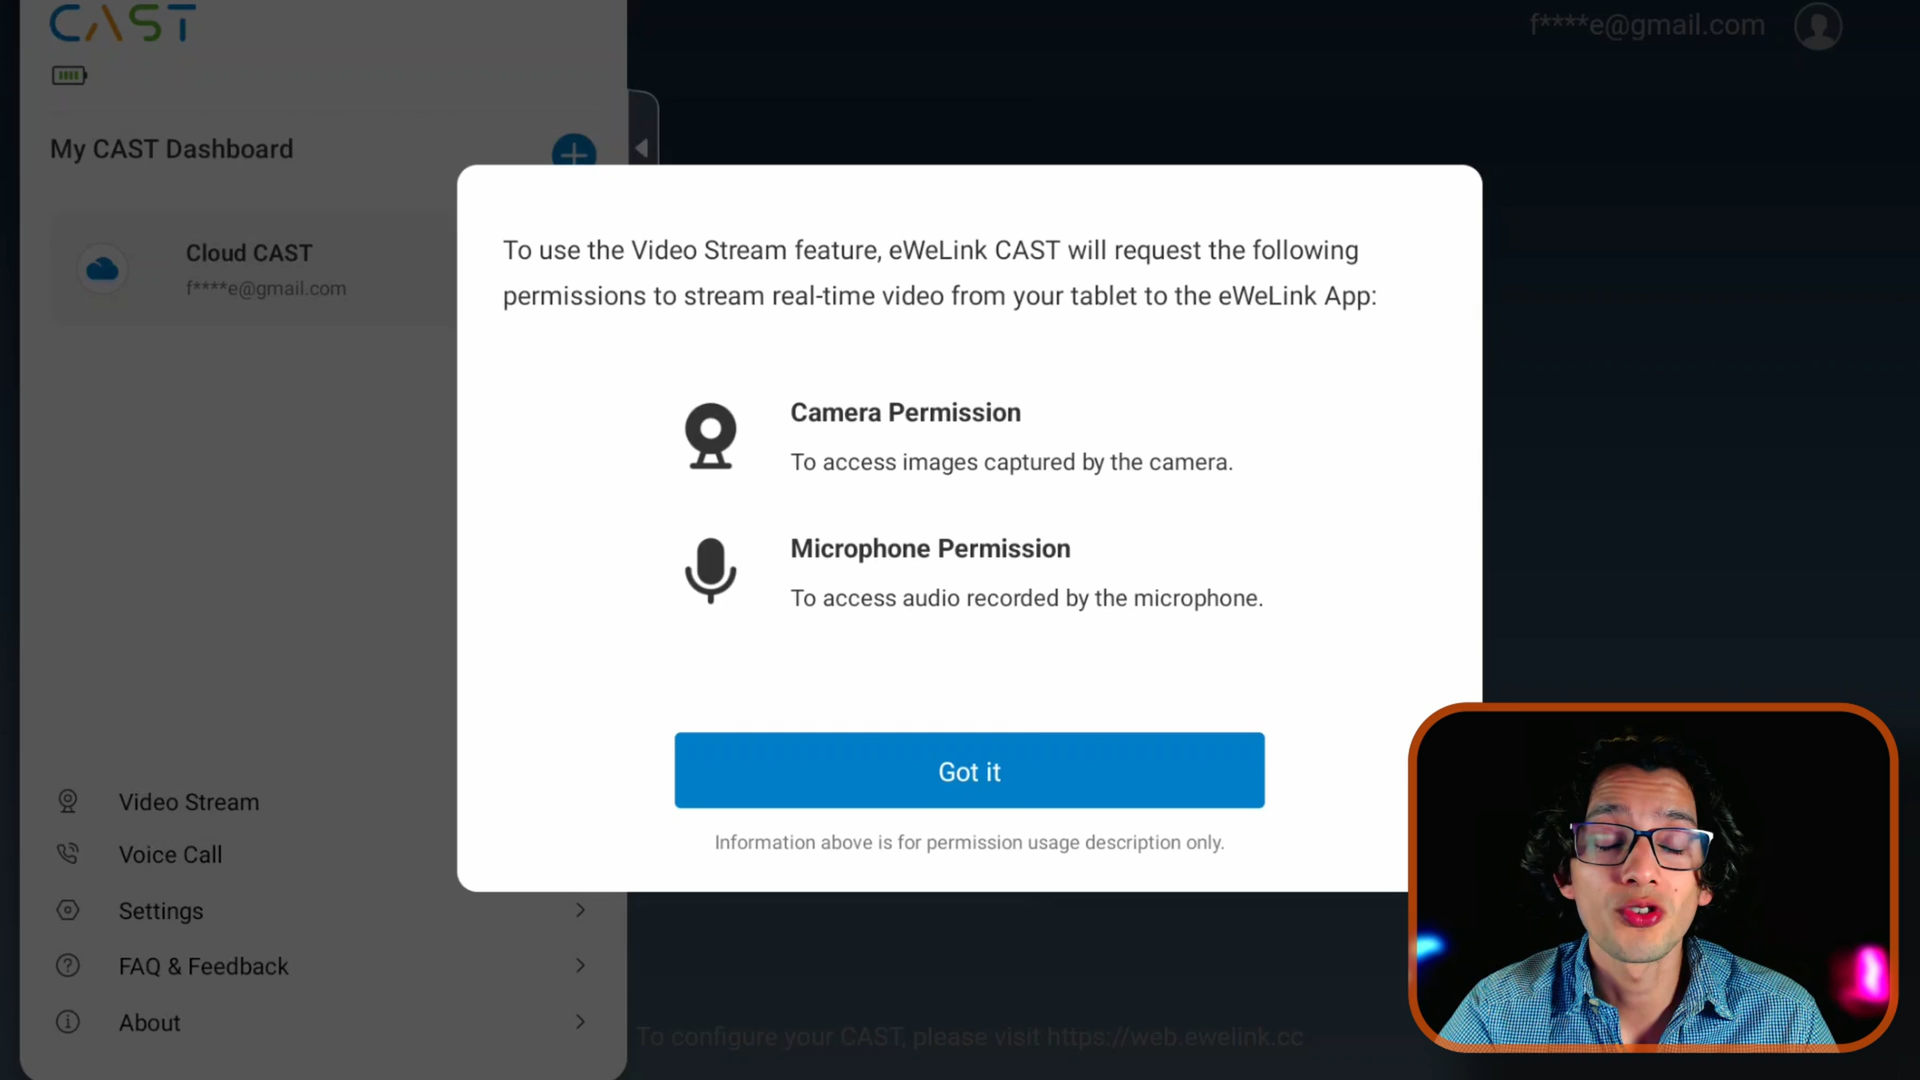 CAST
f****e@gmail.com
My CAST Dashboard
Cloud CAST
f****e@gmail.com
To use the Video Stream feature, eWeLink CAST will request the following
permissions to stream real-time video from your tablet to the eWeLink App:
Camera Permission
To access images captured by the camera.
Microphone Permission
To access audio recorded by the microphone.
Got it
Information above is for permission usage description only.
Video Stream
Voice Call
Settings
FAQ & Feedback
About
To configure your CAST, please visit https://web.ewelink.cc